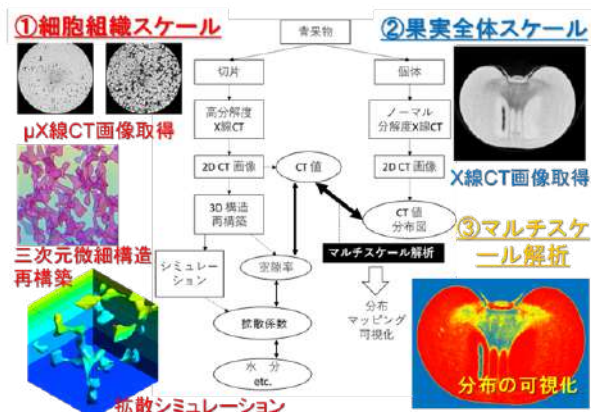 ①細胞組織スケール
μX線CT画像取得
三次元微細構造
再構築
拡散シミュレーション
青果物
切片
個体
高分解度
X線CT
ノーマル
分解度X線CT
2D CT 画像
CT 値
2D CT 画像
3D 構造
再構築
CT 値
分布図
シミュレー
ション
空隙率
マルチスケール解析
拡散係数
分布
マッピング
可視化
水 分
etc.
②果実全体スケール
X線CT画像取得
③マルチスケ
ール解析
分布の可視化